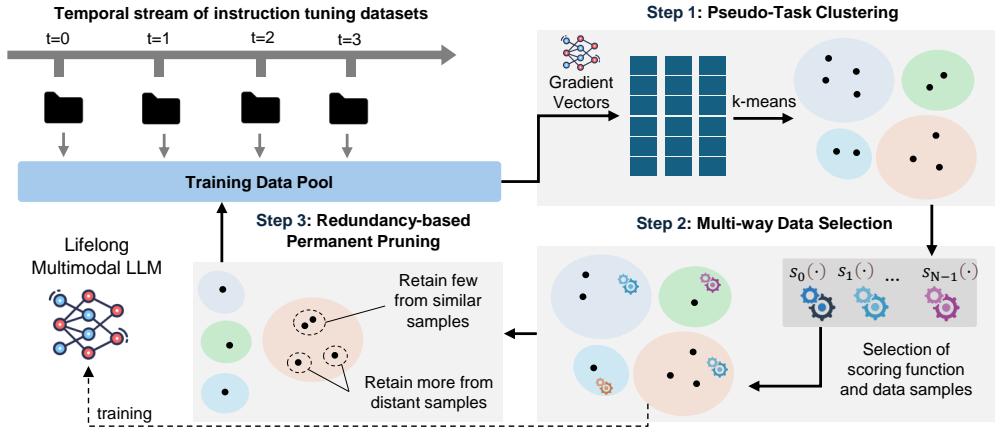 Temporal stream of instruction tuning datasets
t=0 t=1 t=2 t=3
Training Data Pool
Step 1: Pseudo-Task Clustering
Gradient
Vectors
k-means
Step 2: Multi-way Data Selection
s₀(·) s₁(·) ... s_{N−1}(·)
Selection of
scoring function
and data samples
Step 3: Redundancy-based
Permanent Pruning
Retain few
from similar
samples
Retain more from
distant samples
Lifelong
Multimodal LLM
training